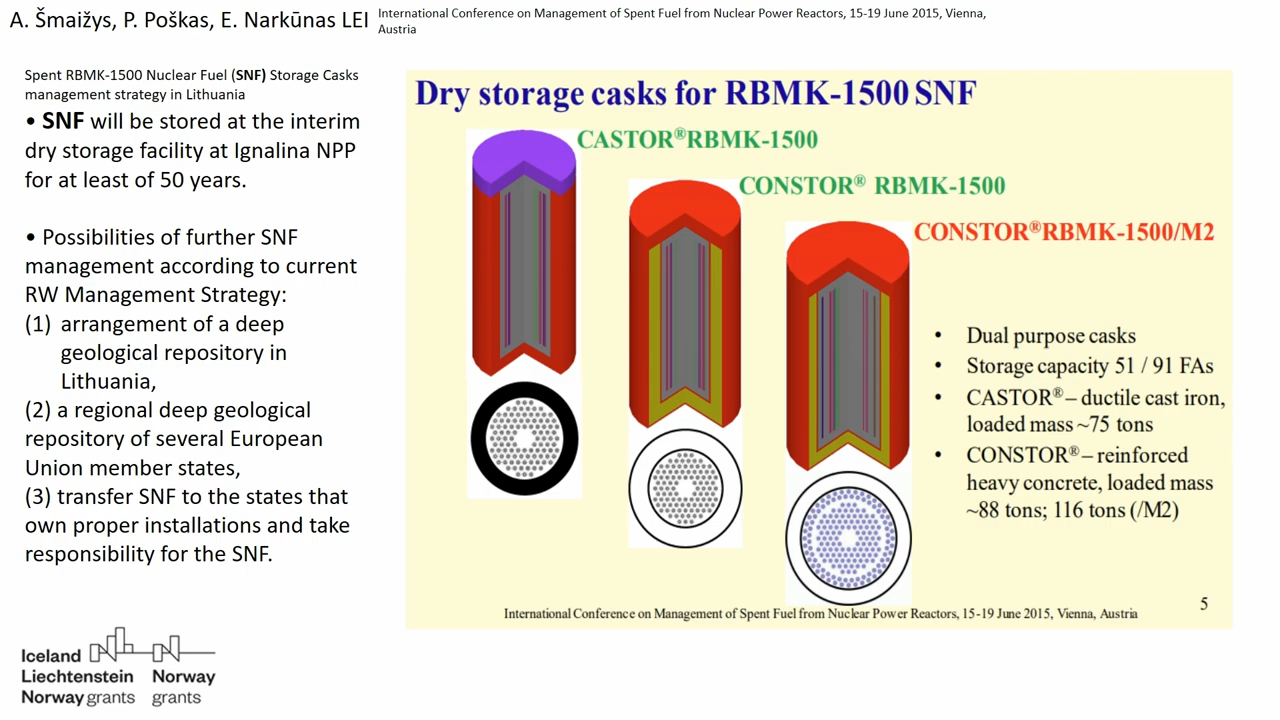 A. Šmaižys, P. Poškas, E. Narkūnas LEI
International Conference on Management of Spent Fuel from Nuclear Power Reactors, 15-19 June 2015, Vienna,
Austria
Spent RBMK-1500 Nuclear Fuel (SNF) Storage Casks
management strategy in Lithuania
• SNF will be stored at the interim
dry storage facility at Ignalina NPP
for at least of 50 years.
• Possibilities of further SNF
management according to current
RW Management Strategy:
(1) arrangement of a deep
geological repository in
Lithuania,
(2) a regional deep geological
repository of several European
Union member states,
(3) transfer SNF to the states that
own proper installations and take
responsibility for the SNF.
Dry storage casks for RBMK-1500 SNF
CASTOR®RBMK-1500
CONSTOR® RBMK-1500
CONSTOR®RBMK-1500/M2
• Dual purpose casks
• Storage capacity 51 / 91 FAs
• CASTOR®– ductile cast iron,
loaded mass ~75 tons
• CONSTOR®– reinforced
heavy concrete, loaded mass
~88 tons; 116 tons (/M2)
5
International Conference on Management of Spent Fuel from Nuclear Power Reactors, 15-19 June 2015, Vienna, Austria
Iceland
Liechtenstein
Norway grants
Norway
grants